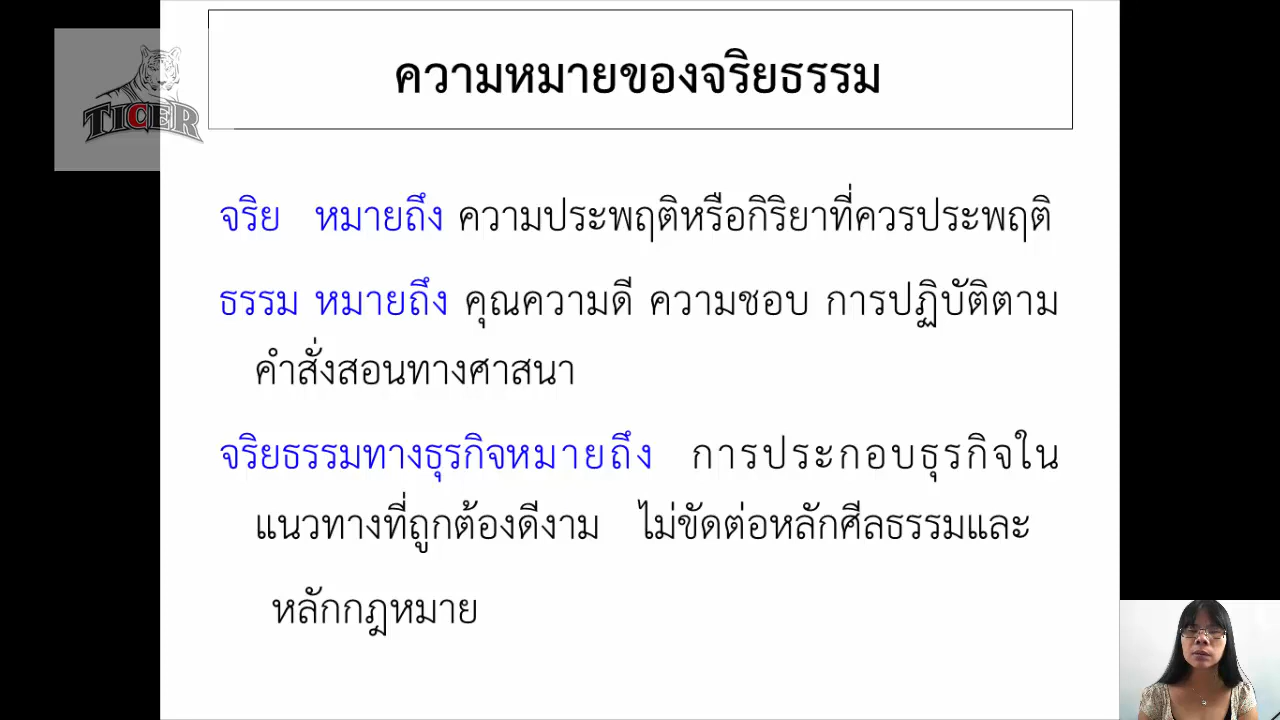 ความหมายของจริยธรรม
TICER
จริย หมายถึง ความประพฤติหรือกิริยาที่ควรประพฤติ
ธรรม หมายถึง คุณความดี ความชอบ การปฏิบัติตาม
คำสั่งสอนทางศาสนา
จริยธรรมทางธุรกิจหมายถึง การประกอบธุรกิจใน
แนวทางที่ถูกต้องดีงาม ไม่ขัดต่อหลักศีลธรรมและ
หลักกฎหมาย